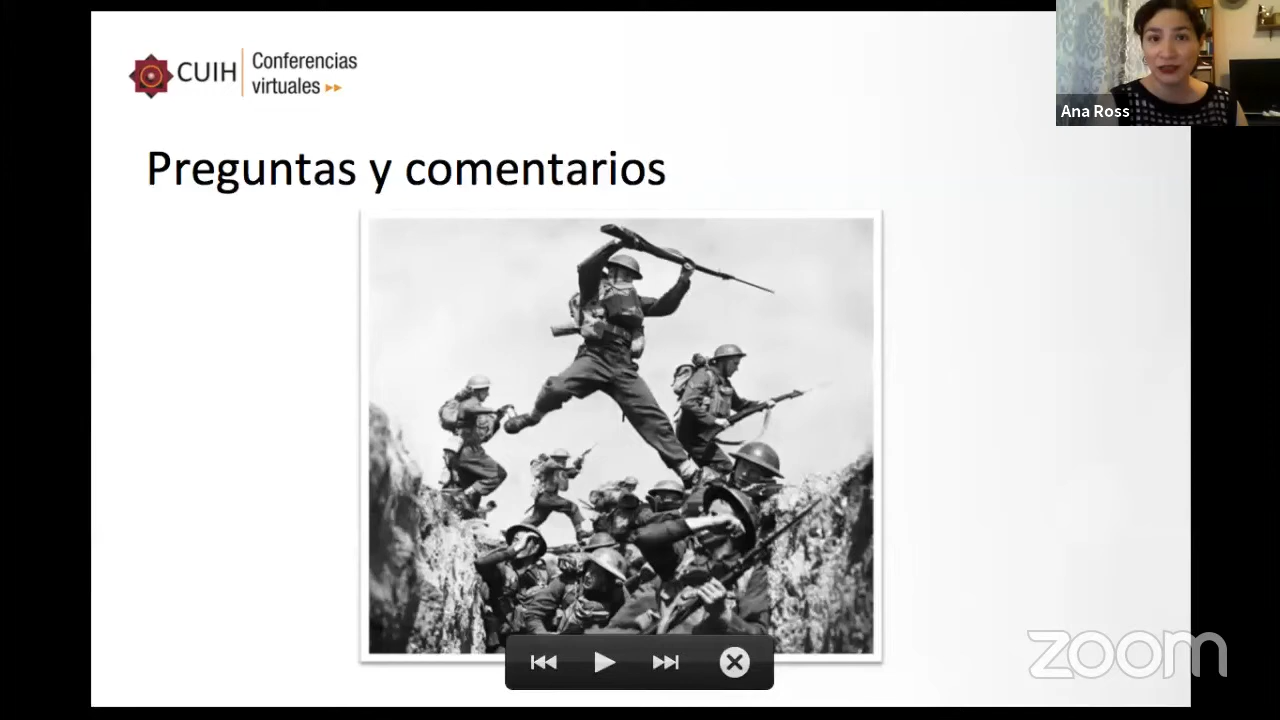 CUIH
Conferencias
virtuales
Ana Ross
Preguntas y comentarios
zoom